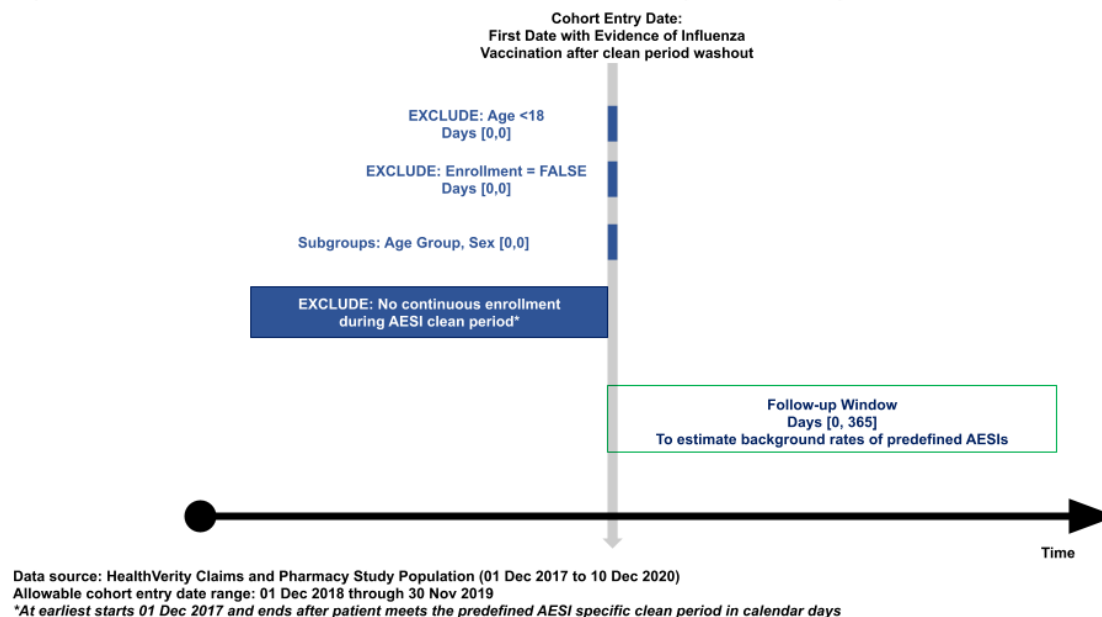 Cohort Entry Date:
First Date with Evidence of Influenza
Vaccination after clean period washout
EXCLUDE: Age <18
Days [0,0]
EXCLUDE: Enrollment = FALSE
Days [0,0]
Subgroups: Age Group, Sex [0,0]
EXCLUDE: No continuous enrollment
during AESI clean period*
Follow-up Window
Days [0, 365]
To estimate background rates of predefined AESIs
Time
Data source: HealthVerity Claims and Pharmacy Study Population (01 Dec 2017 to 10 Dec 2020)
Allowable cohort entry date range: 01 Dec 2018 through 30 Nov 2019
*At earliest starts 01 Dec 2017 and ends after patient meets the predefined AESI specific clean period in calendar days